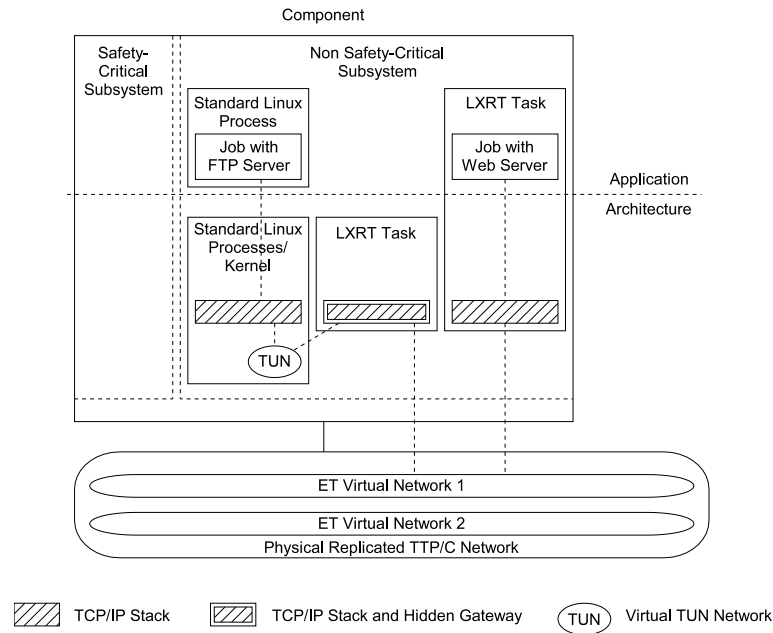 Component
Safety-
Critical
Subsystem
Non Safety-Critical
Subsystem
Standard Linux
Process
Job with
FTP Server
LXRT Task
Job with
Web Server
Application
Architecture
Standard Linux
Processes/
Kernel
LXRT Task
TUN
ET Virtual Network 1
ET Virtual Network 2
Physical Replicated TTP/C Network
TCP/IP Stack
TCP/IP Stack and Hidden Gateway
TUN
Virtual TUN Network